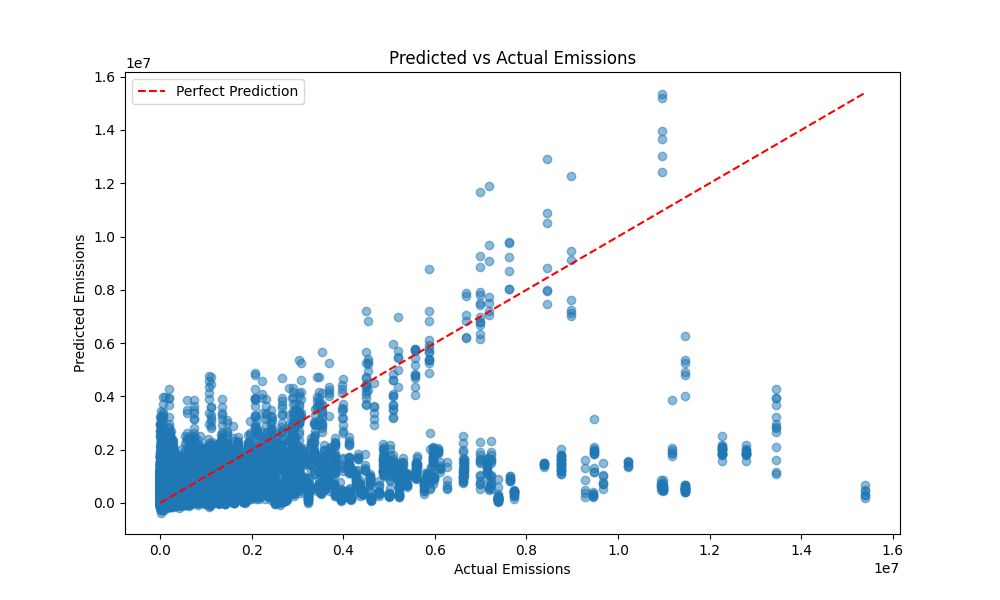 Predicted vs Actual Emissions
1e7
1.6
1.4
1.2
1.0
0.8
0.6
0.4
0.2
0.0
Predicted Emissions
Perfect Prediction
0.0 0.2 0.4 0.6 0.8 1.0 1.2 1.4 1.6
Actual Emissions
1e7